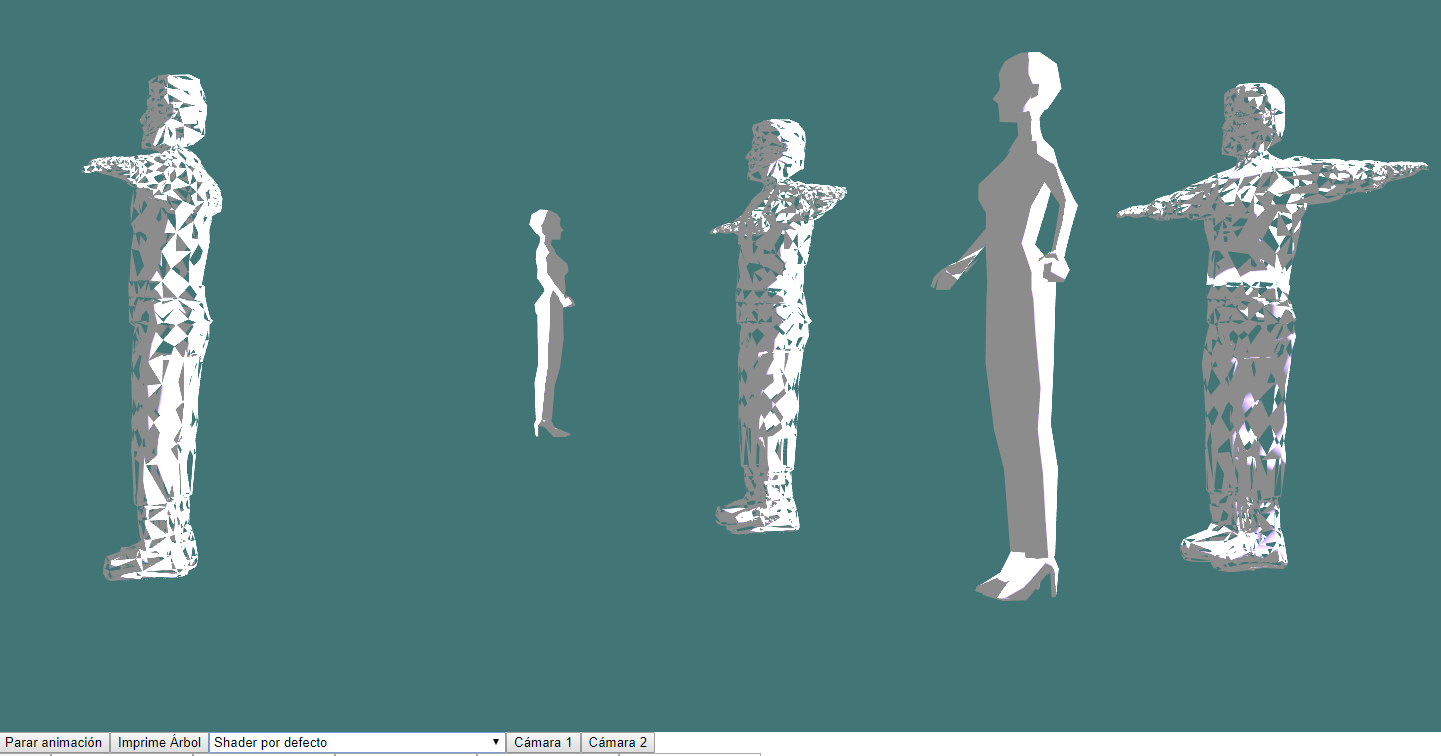 Parar animación Imprime Árbol Shader por defecto Cámara 1 Cámara 2